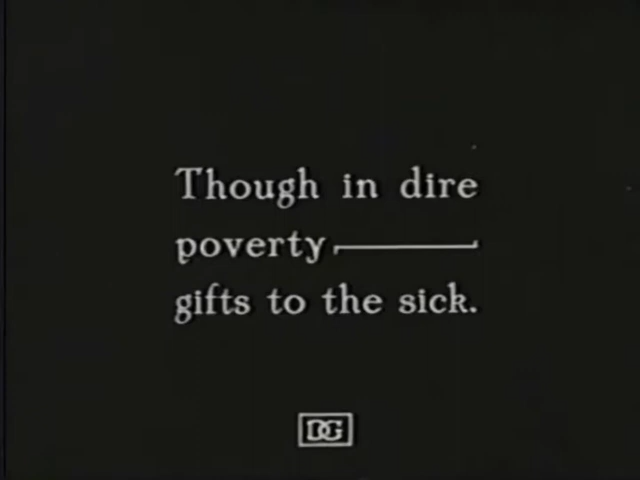 Though in dire
poverty———
gifts to the sick.
DG